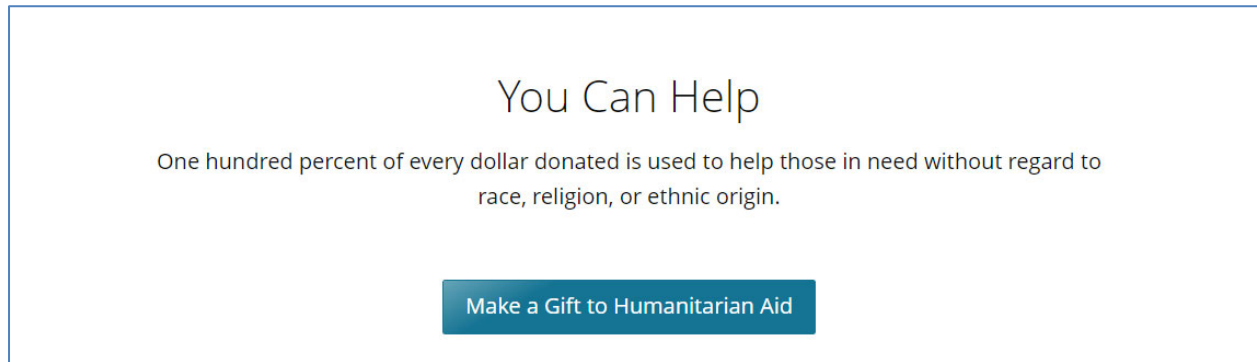 You Can Help
One hundred percent of every dollar donated is used to help those in need without regard to
race, religion, or ethnic origin.
Make a Gift to Humanitarian Aid